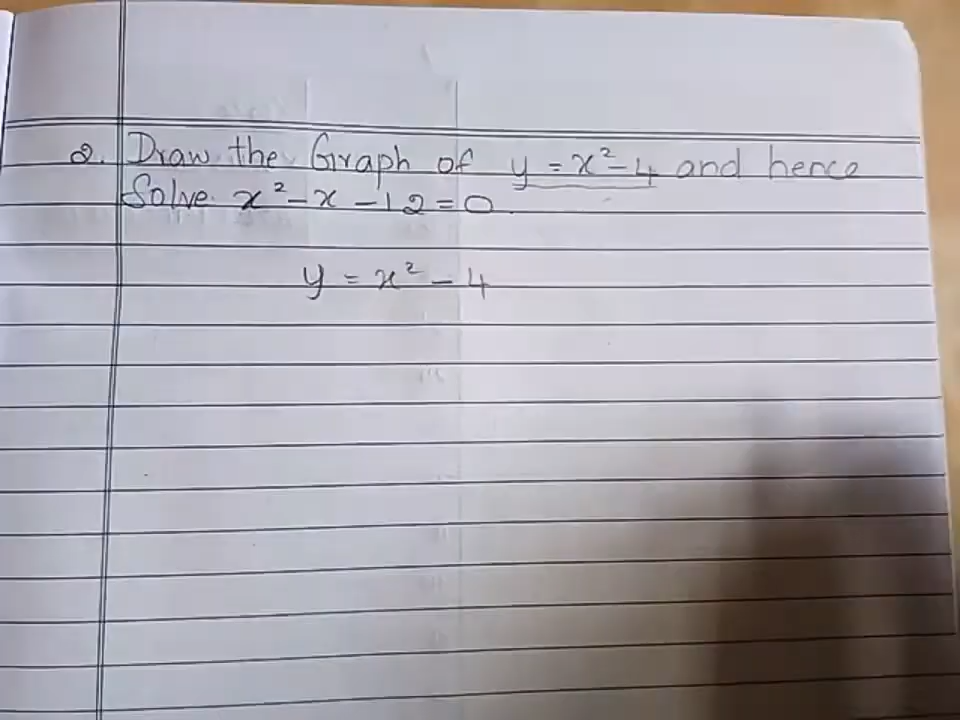 2. Draw the Graph of y = x² - 4 and hence
Solve x² - x - 12 = 0.
y = x² - 4